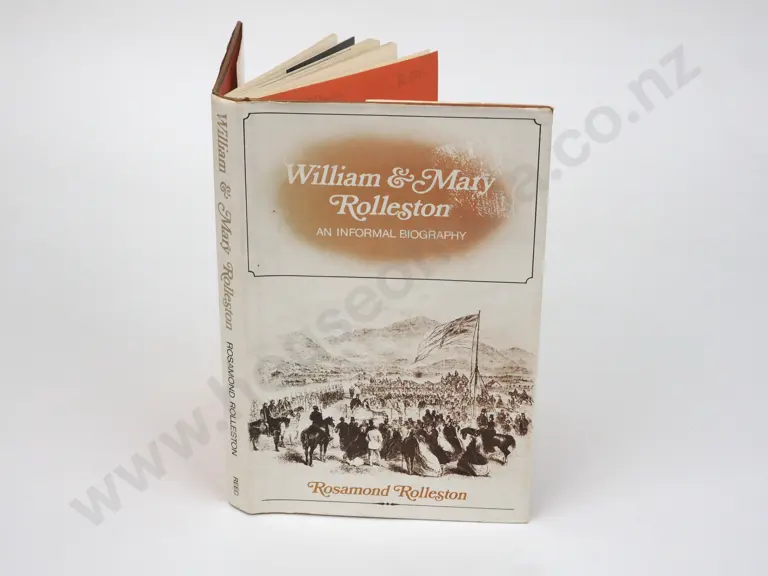 William & Mary
Rolleston
AN INFORMAL BIOGRAPHY
Rosamond Rolleston
William & Mary Rolleston
ROSAMOND ROLLESTON
REED